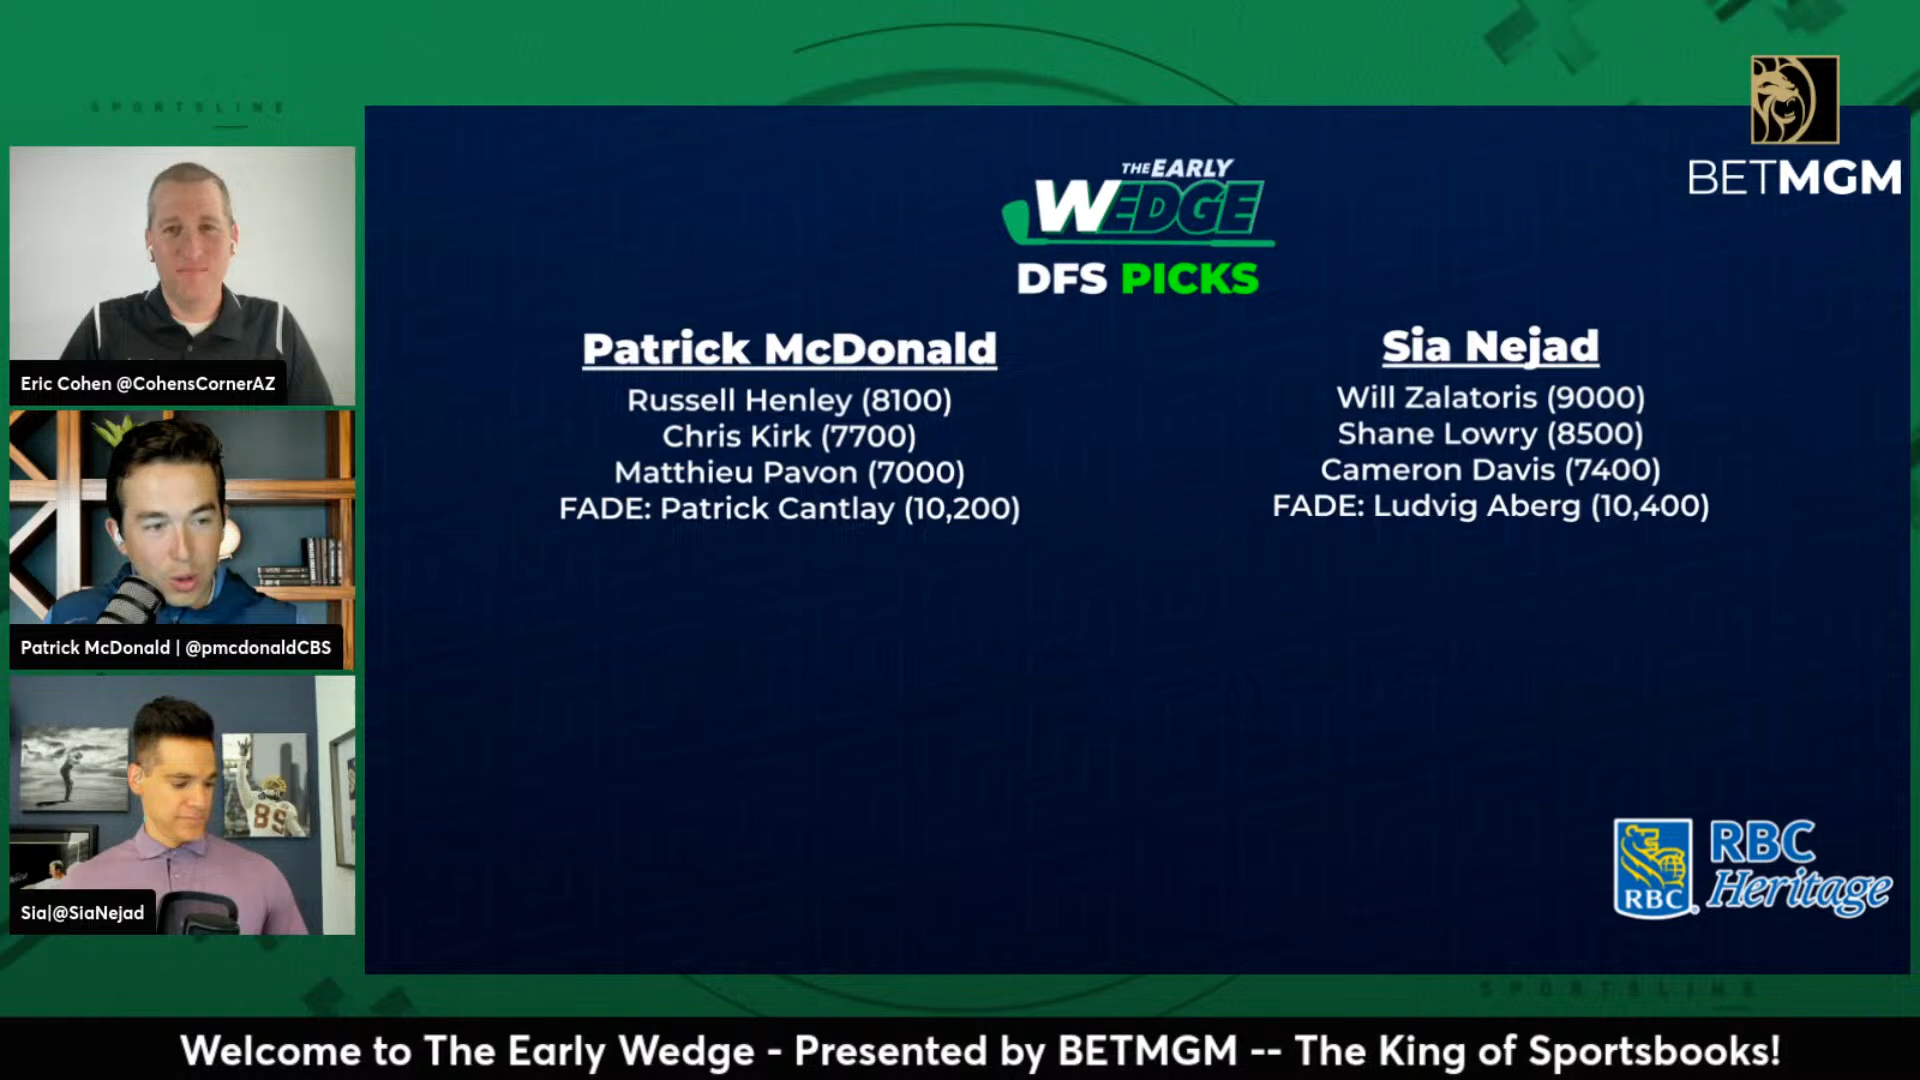 SPORTSLINE
BETMGM
THE EARLY
WEDGE
DFS PICKS
Patrick McDonald
Russell Henley (8100)
Chris Kirk (7700)
Matthieu Pavon (7000)
FADE: Patrick Cantlay (10,200)
Sia Nejad
Will Zalatoris (9000)
Shane Lowry (8500)
Cameron Davis (7400)
FADE: Ludvig Aberg (10,400)
Eric Cohen @CohensCornerAZ
Patrick McDonald | @pmcdonaldCBS
89
Sia|@SiaNejad
RBC
RBC
Heritage
SPORTSLINE
Welcome to The Early Wedge - Presented by BETMGM -- The King of Sportsbooks!